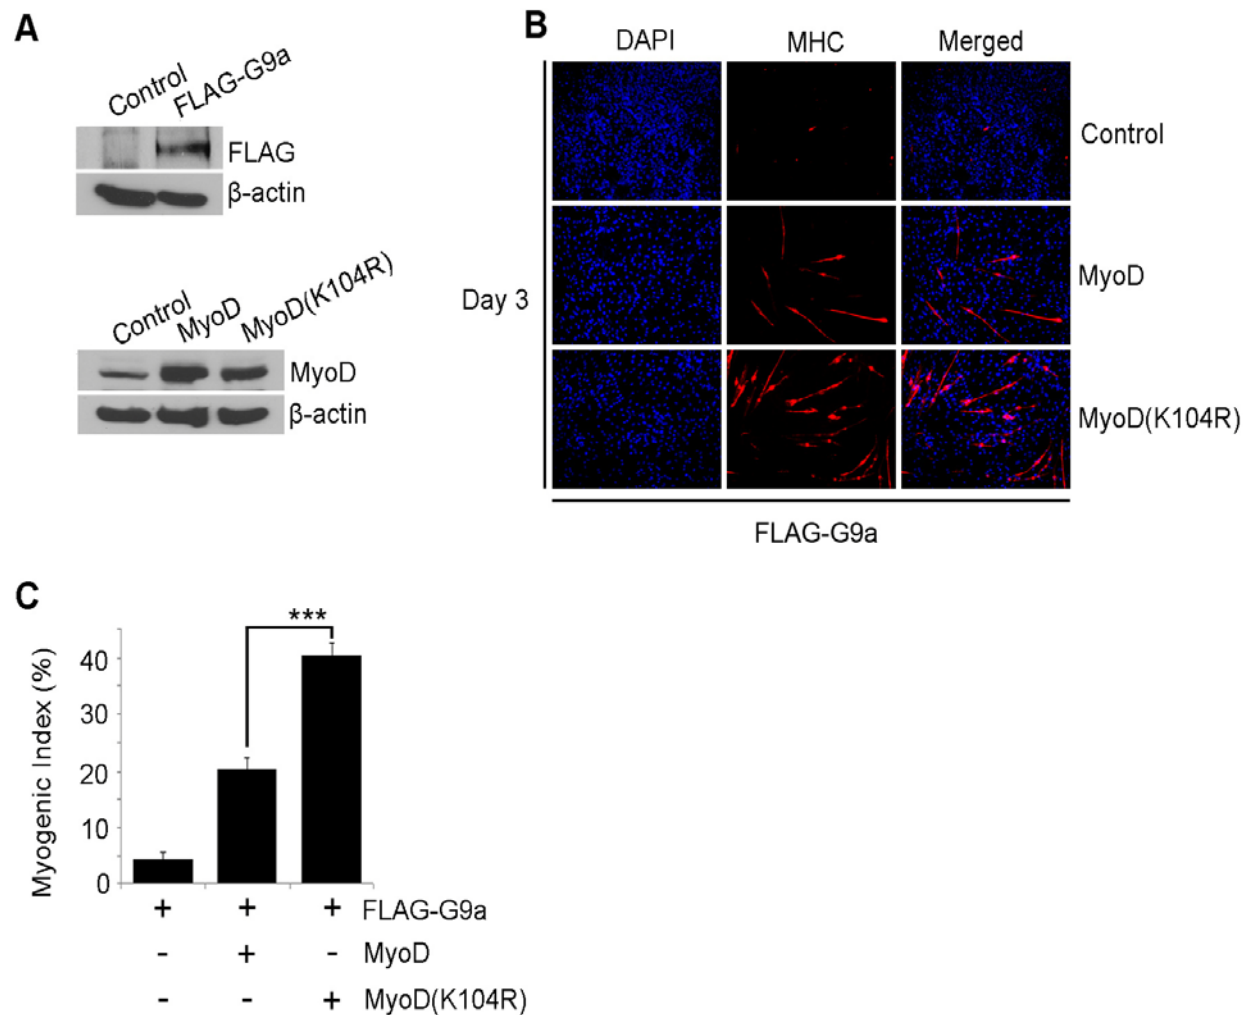 A
Control
FLAG-G9a
FLAG
β-actin
Control
MyoD
MyoD(K104R)
MyoD
β-actin
B
DAPI MHC Merged
Control
Day 3
MyoD
MyoD(K104R)
FLAG-G9a
C
***
Myogenic Index (%)
40
30
20
10
0
+ + + FLAG-G9a
- + - MyoD
- - + MyoD(K104R)